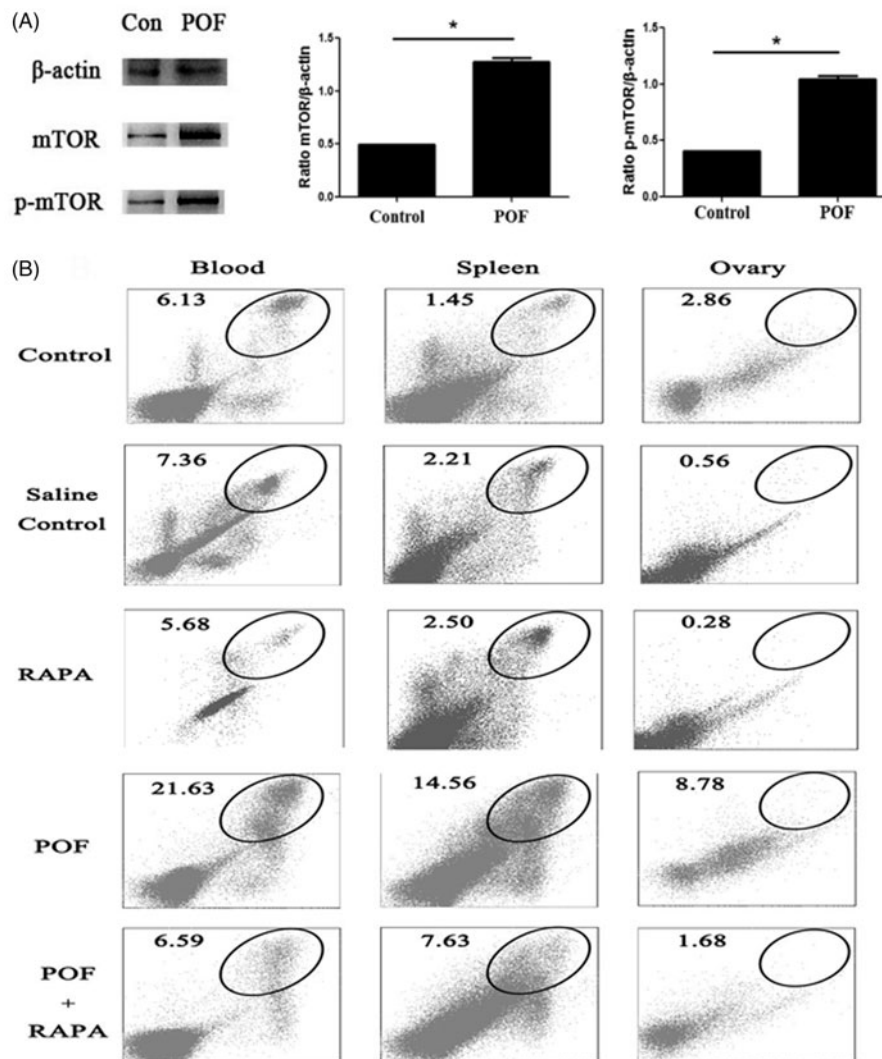 (A)
Con POF
β-actin
mTOR
p-mTOR
Ratio mTOR/β-actin
1.5
1.0
0.5
0.0
*
Control POF
Ratio p-mTOR/β-actin
1.5
1.0
0.5
0.0
*
Control POF
(B)
Blood Spleen Ovary
Control
6.13 1.45 2.86
Saline
Control
7.36 2.21 0.56
RAPA
5.68 2.50 0.28
POF
21.63 14.56 8.78
POF
+
RAPA
6.59 7.63 1.68